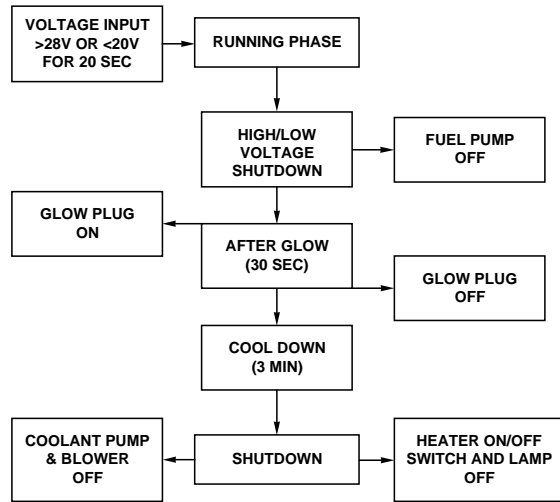 VOLTAGE INPUT
>28V OR <20V
FOR 20 SEC
RUNNING PHASE
HIGH/LOW
VOLTAGE
SHUTDOWN
FUEL PUMP
OFF
GLOW PLUG
ON
AFTER GLOW
(30 SEC)
GLOW PLUG
OFF
COOL DOWN
(3 MIN)
COOLANT PUMP
& BLOWER
OFF
SHUTDOWN
HEATER ON/OFF
SWITCH AND LAMP
OFF